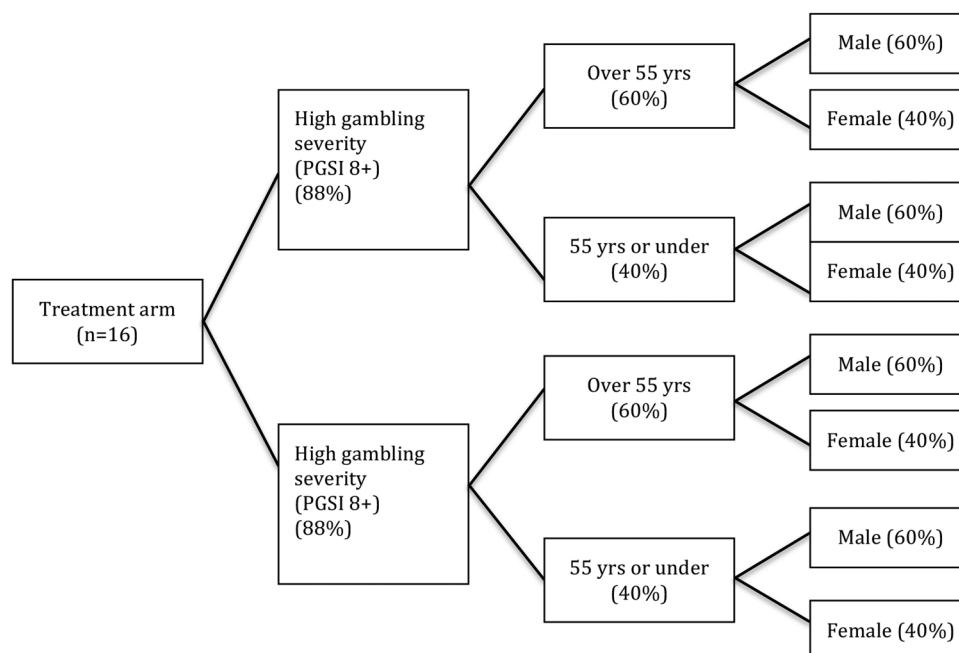 Treatment arm
(n=16)
High gambling
severity
(PGSI 8+)
(88%)
Over 55 yrs
(60%)
Male (60%)
Female (40%)
55 yrs or under
(40%)
Male (60%)
Female (40%)
High gambling
severity
(PGSI 8+)
(88%)
Over 55 yrs
(60%)
Male (60%)
Female (40%)
55 yrs or under
(40%)
Male (60%)
Female (40%)